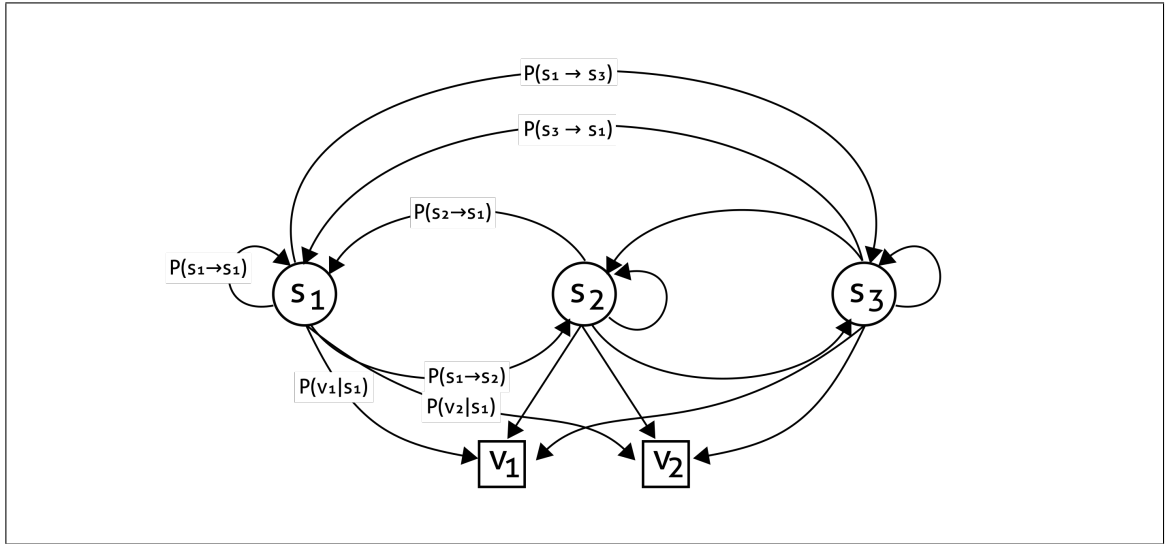 P(s₁ → s₃)
P(s₃ → s₁)
P(s₂→s₁)
P(s₁→s₁)
s₁
s₂
s₃
P(s₁→s₂)
P(v₁|s₁)
P(v₂|s₁)
v₁
v₂